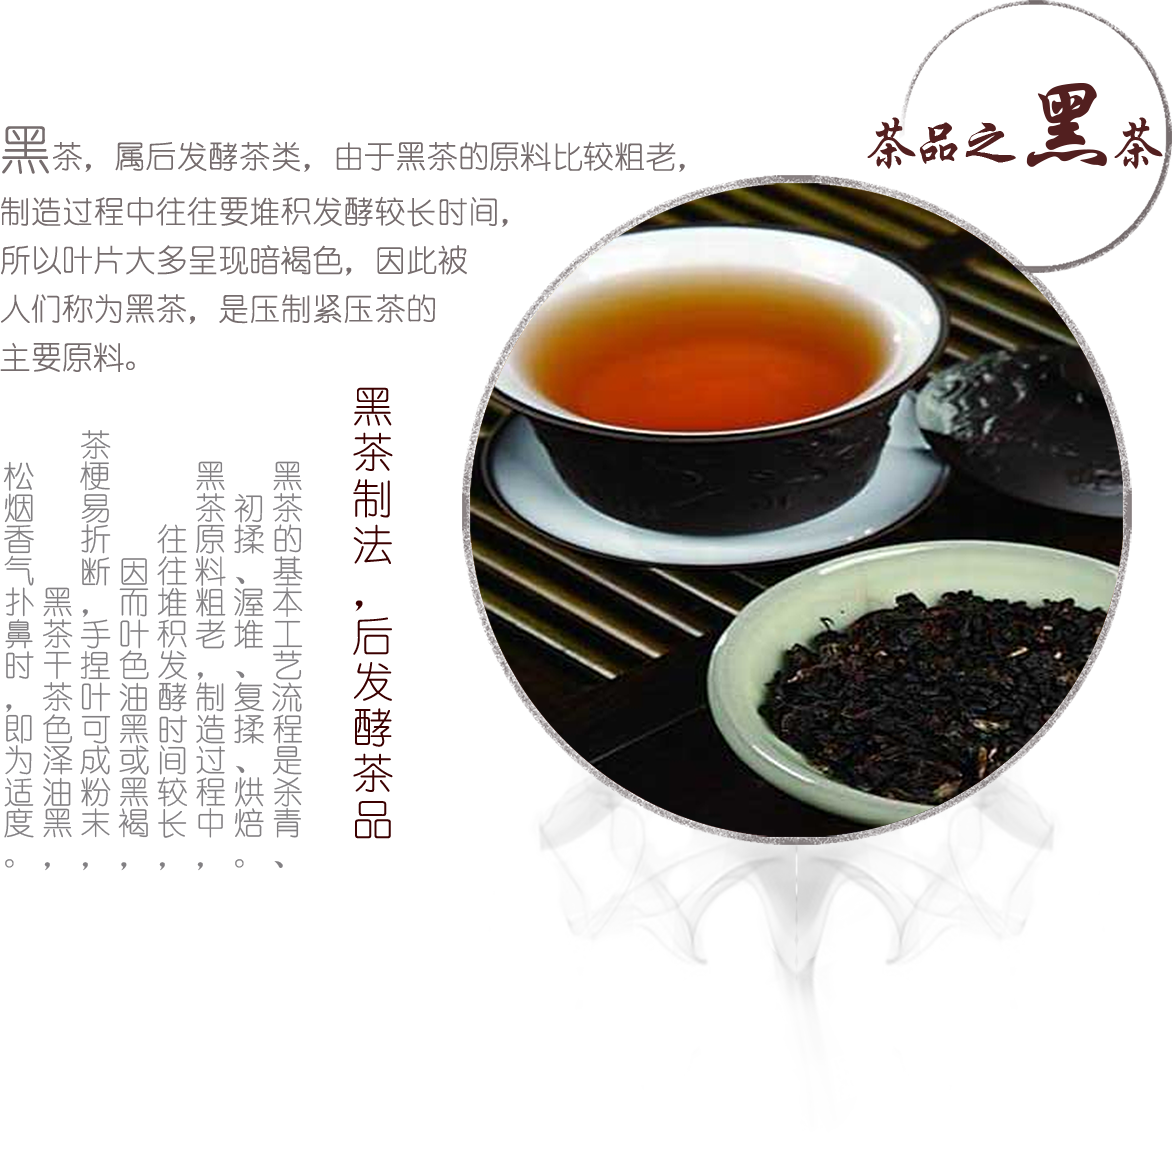 茶品之黑茶
黑茶，属后发酵茶类，由于黑茶的原料比较粗老，
制造过程中往往要堆积发酵较长时间，
所以叶片大多呈现暗褐色，因此被
人们称为黑茶，是压制紧压茶的
主要原料。
黑茶制法，后发酵茶品
黑茶的基本工艺流程是杀青、
初揉、渥堆、复揉、烘焙。
黑茶原料粗老，制造过程中，
往往堆积发酵时间较长，
因而叶色油黑或黑褐，
茶梗易折断，手捏叶可成粉末，
黑茶干茶色泽油黑，
松烟香气扑鼻时，即为适度。